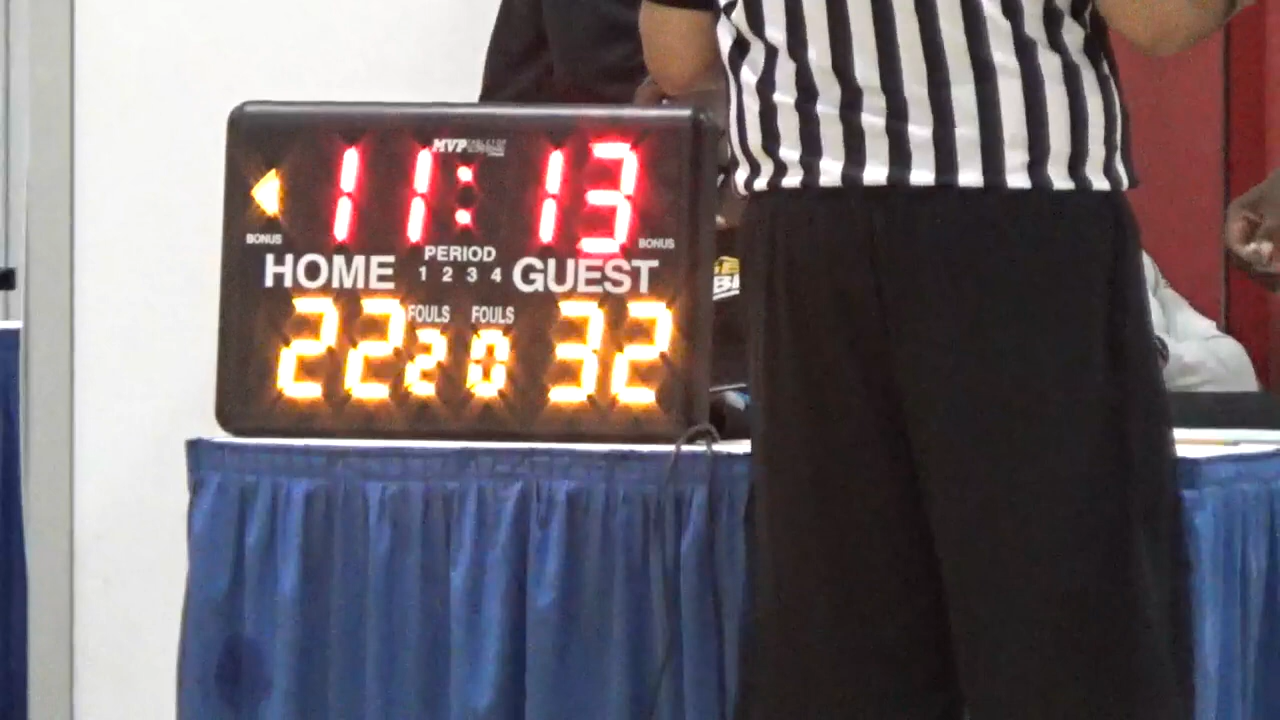 MVP
11:13
BONUS
BONUS
PERIOD
HOME 1 2 3 4 GUEST
FOULS FOULS
22 2 0 32